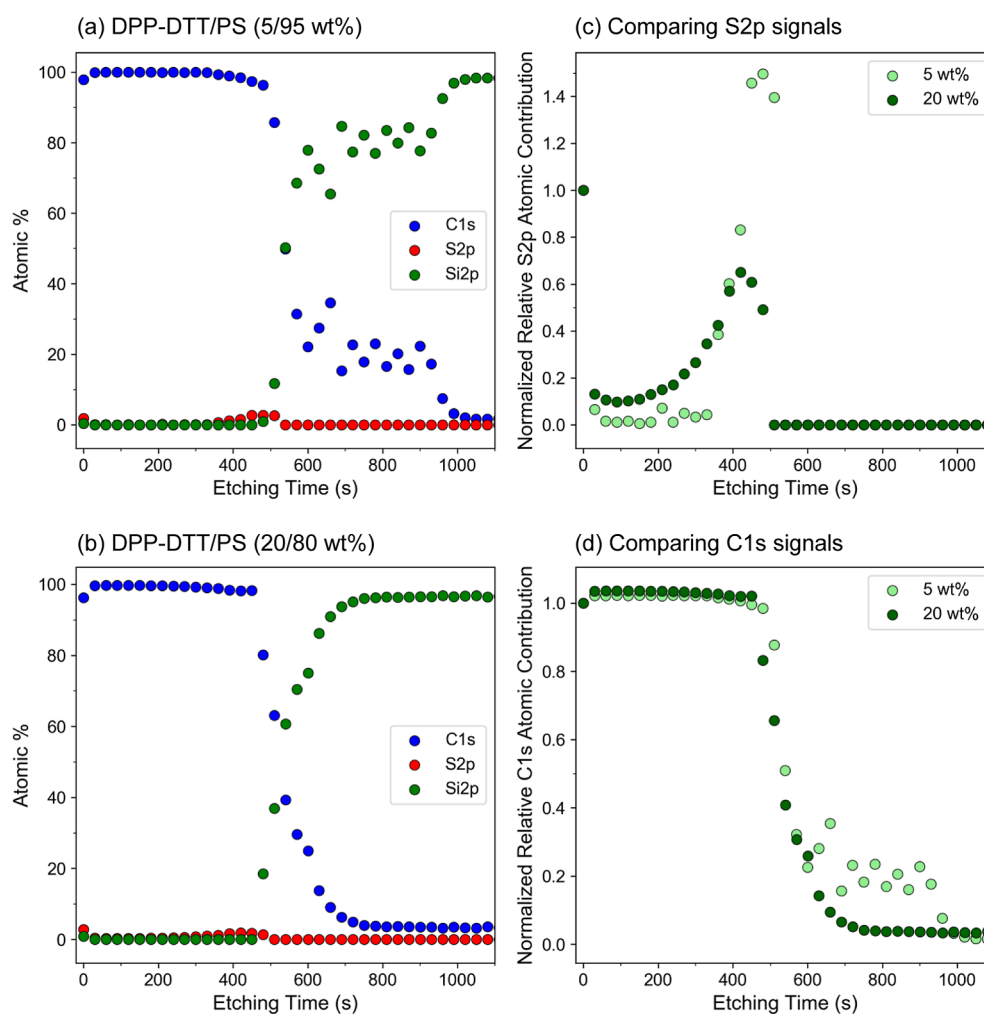 (a) DPP-DTT/PS (5/95 wt%)
Atomic %
100
80
60
40
20
0
C1s
S2p
Si2p
0 200 400 600 800 1000
Etching Time (s)
(c) Comparing S2p signals
Normalized Relative S2p Atomic Contribution
1.4
1.2
1.0
0.8
0.6
0.4
0.2
0.0
5 wt%
20 wt%
0 200 400 600 800 1000
Etching Time (s)
(b) DPP-DTT/PS (20/80 wt%)
Atomic %
100
80
60
40
20
0
C1s
S2p
Si2p
0 200 400 600 800 1000
Etching Time (s)
(d) Comparing C1s signals
Normalized Relative C1s Atomic Contribution
1.0
0.8
0.6
0.4
0.2
0.0
5 wt%
20 wt%
0 200 400 600 800 1000
Etching Time (s)